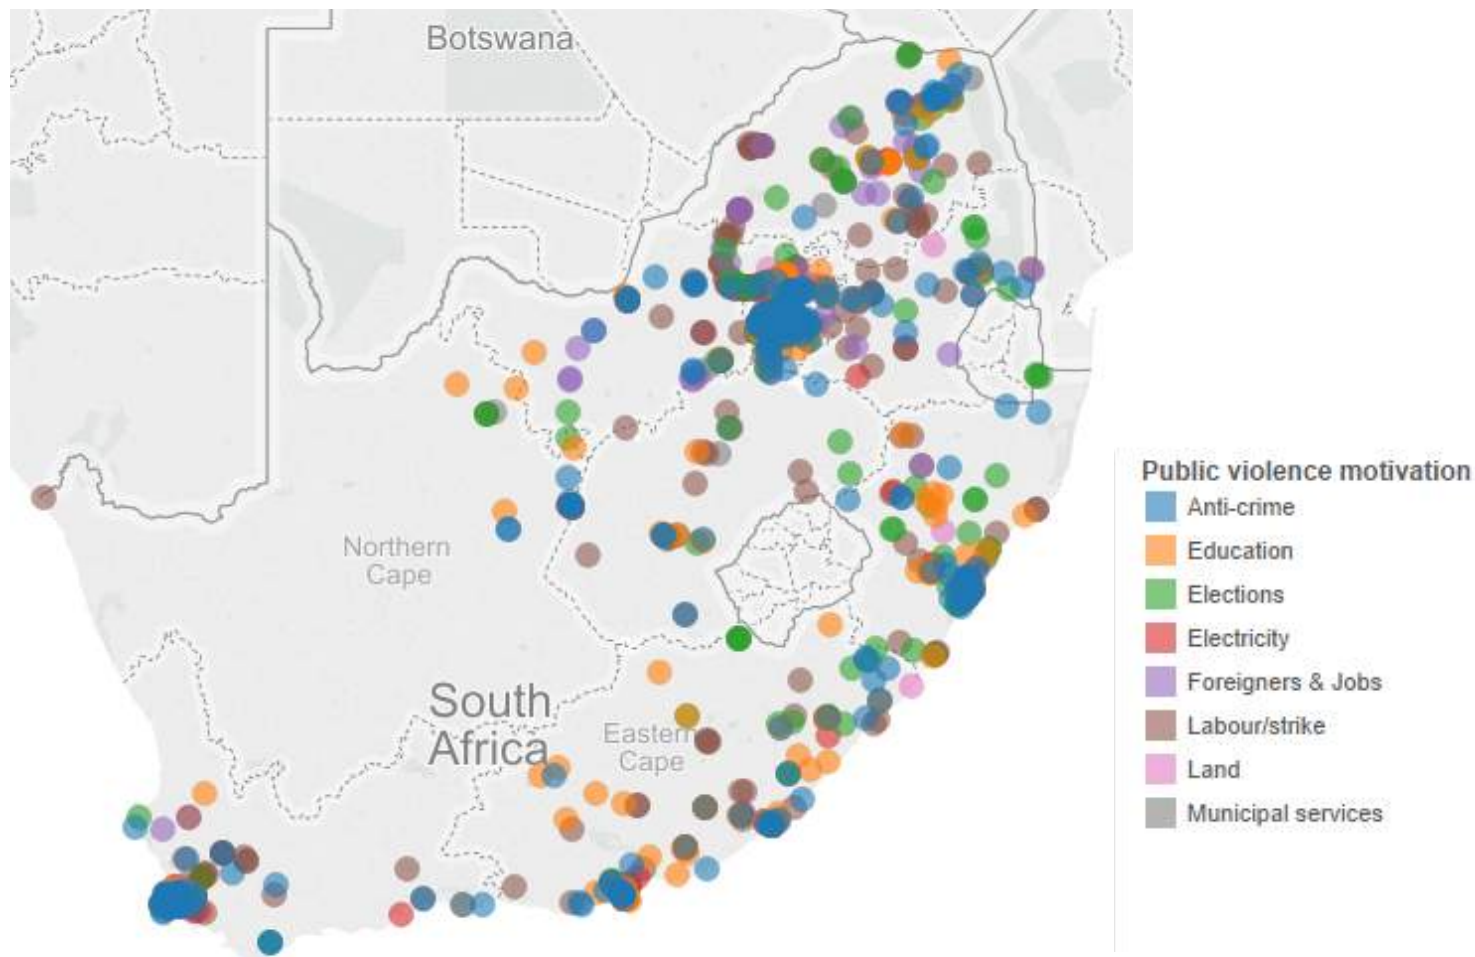 Botswana
Northern
Cape
South
Africa
Eastern
Cape
Public violence motivation
Anti-crime
Education
Elections
Electricity
Foreigners & Jobs
Labour/strike
Land
Municipal services